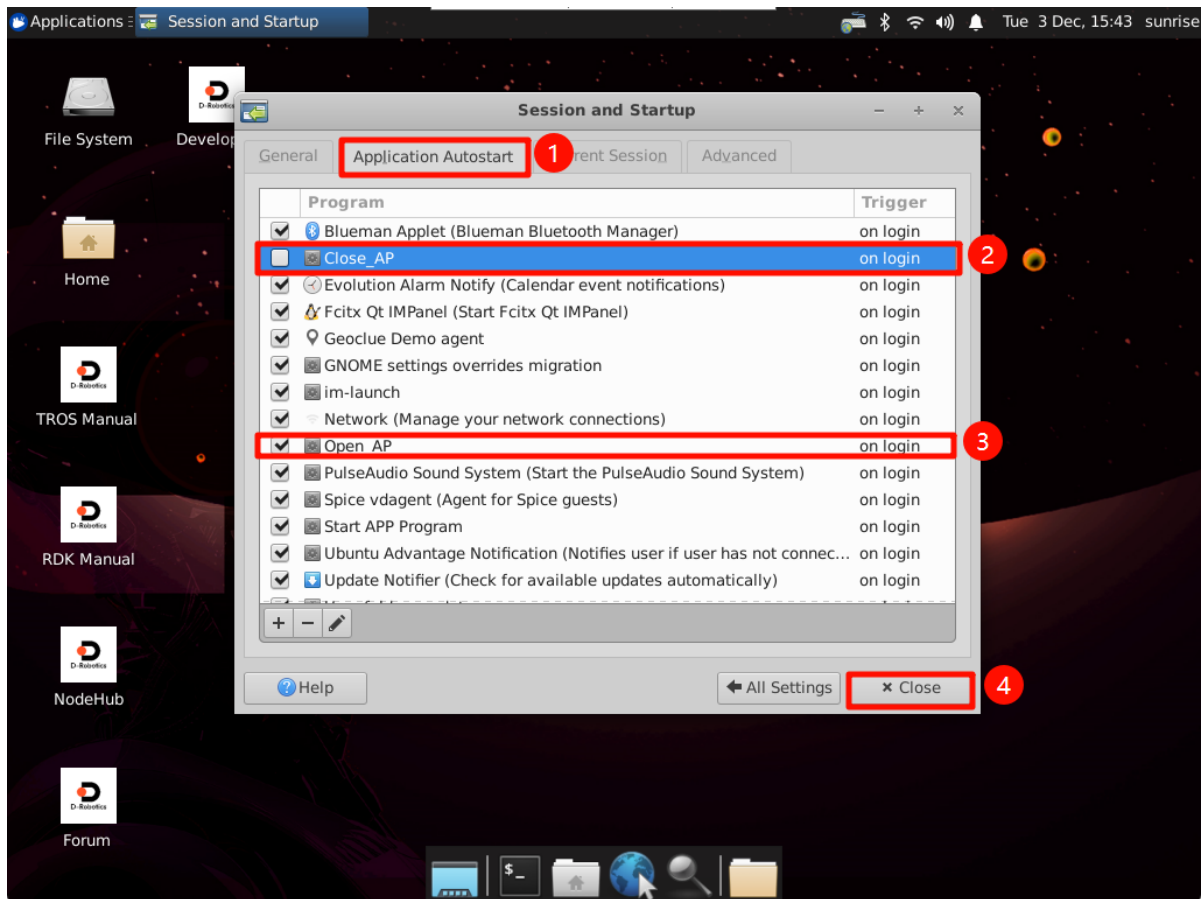 Applications
Session and Startup
Tue 3 Dec, 15:43 sunrise
File System
D-Robotics
Session and Startup
General
Application Autostart
1
Session
Advanced
Program
Trigger
Blueman Applet (Blueman Bluetooth Manager)
on login
Close_AP
on login
2
Evolution Alarm Notify (Calendar event notifications)
on login
Fcitx Qt IMPanel (Start Fcitx Qt IMPanel)
on login
Geoclue Demo agent
on login
GNOME settings overrides migration
on login
im-launch
on login
Network (Manage your network connections)
on login
Open_AP
on login
3
PulseAudio Sound System (Start the PulseAudio Sound System)
on login
Spice vdagent (Agent for Spice guests)
on login
Start APP Program
on login
Ubuntu Advantage Notification (Notifies user if user has not connec...
on login
Update Notifier (Check for available updates automatically)
on login
Help
All Settings
Close
4
Home
D-Robotics
TROS Manual
D-Robotics
RDK Manual
D-Robotics
NodeHub
D-Robotics
Forum
$_